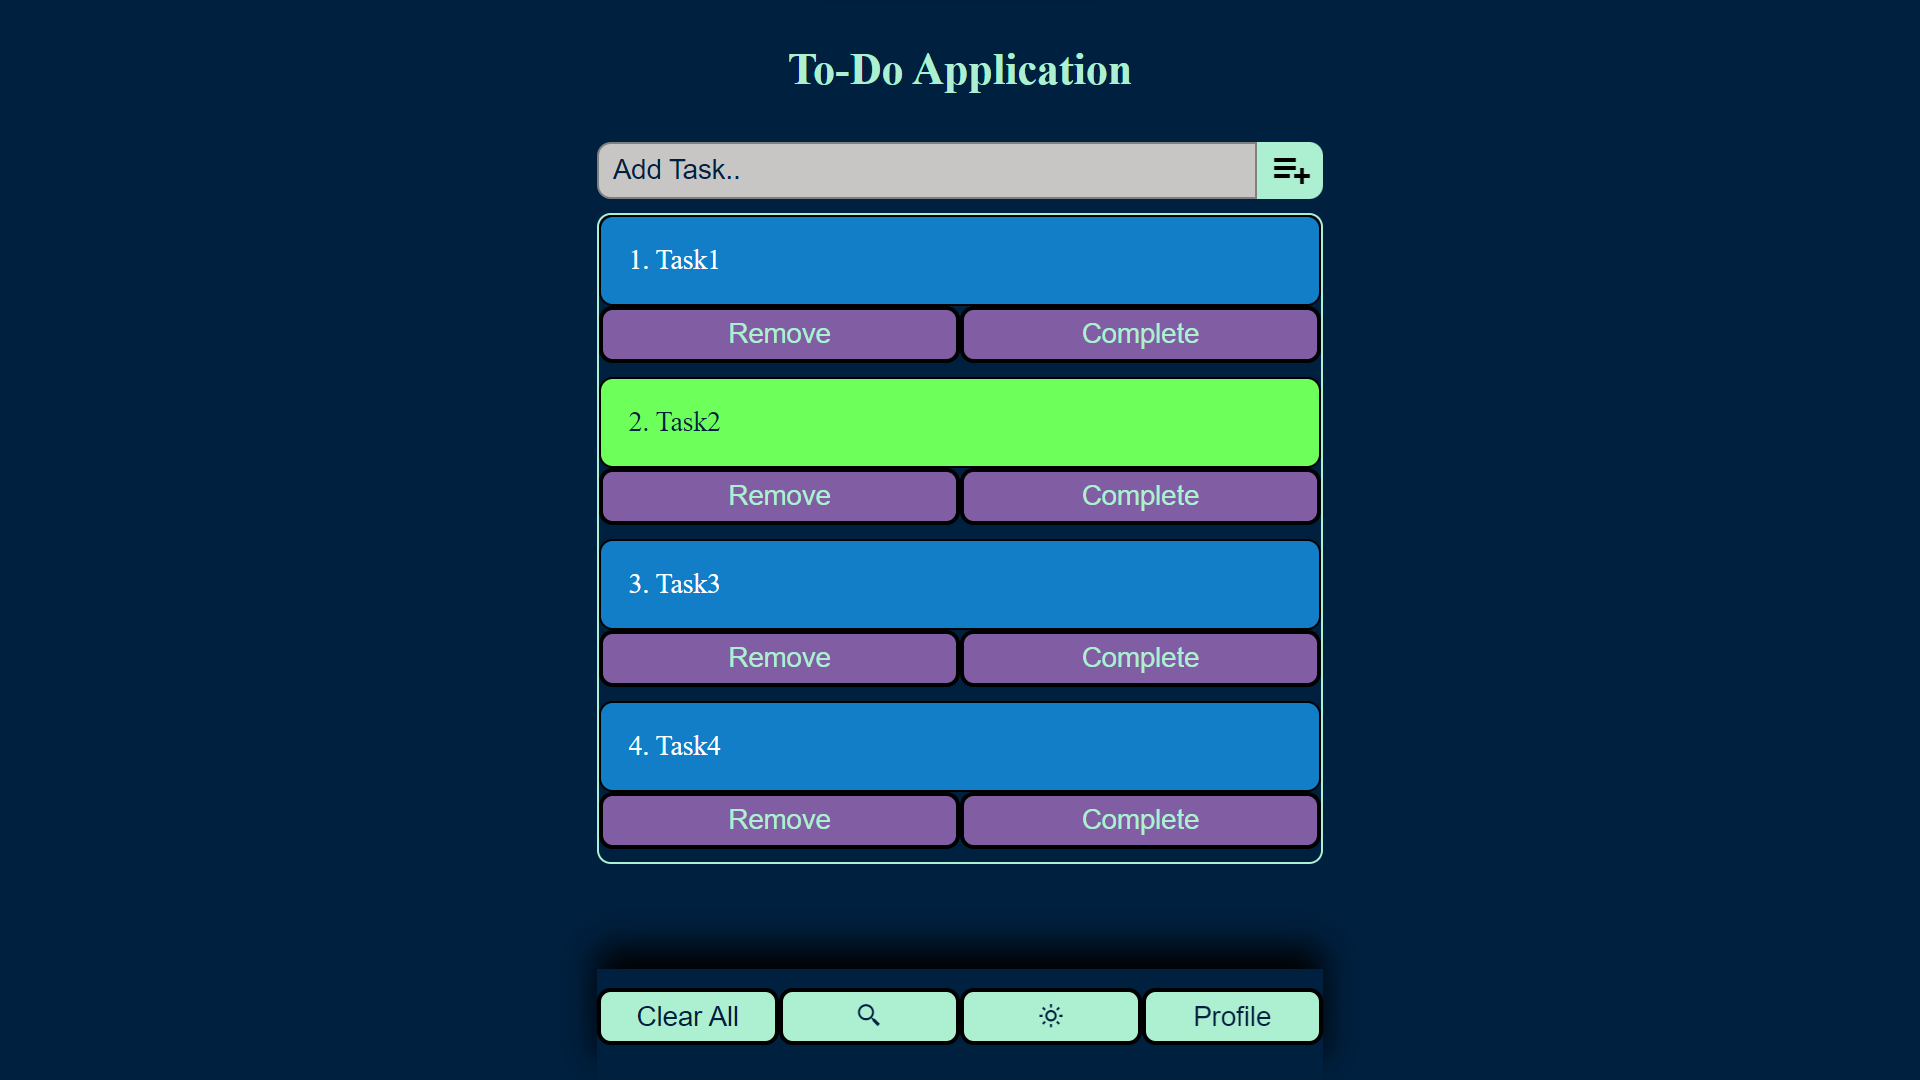 To-Do Application
Add Task..
1. Task1
Remove Complete
2. Task2
Remove Complete
3. Task3
Remove Complete
4. Task4
Remove Complete
Clear All Profile